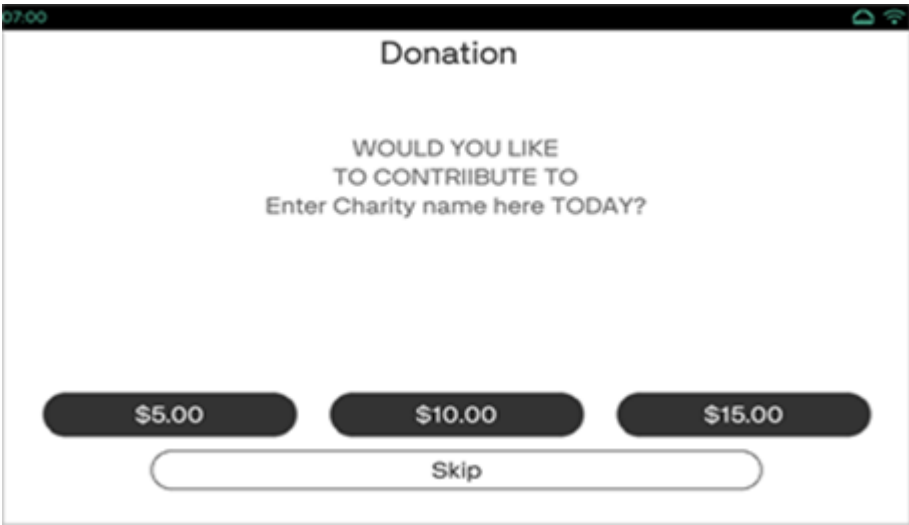 07:00
Donation
WOULD YOU LIKE
TO CONTRIIBUTE TO
Enter Charity name here TODAY?
$5.00 $10.00 $15.00
Skip